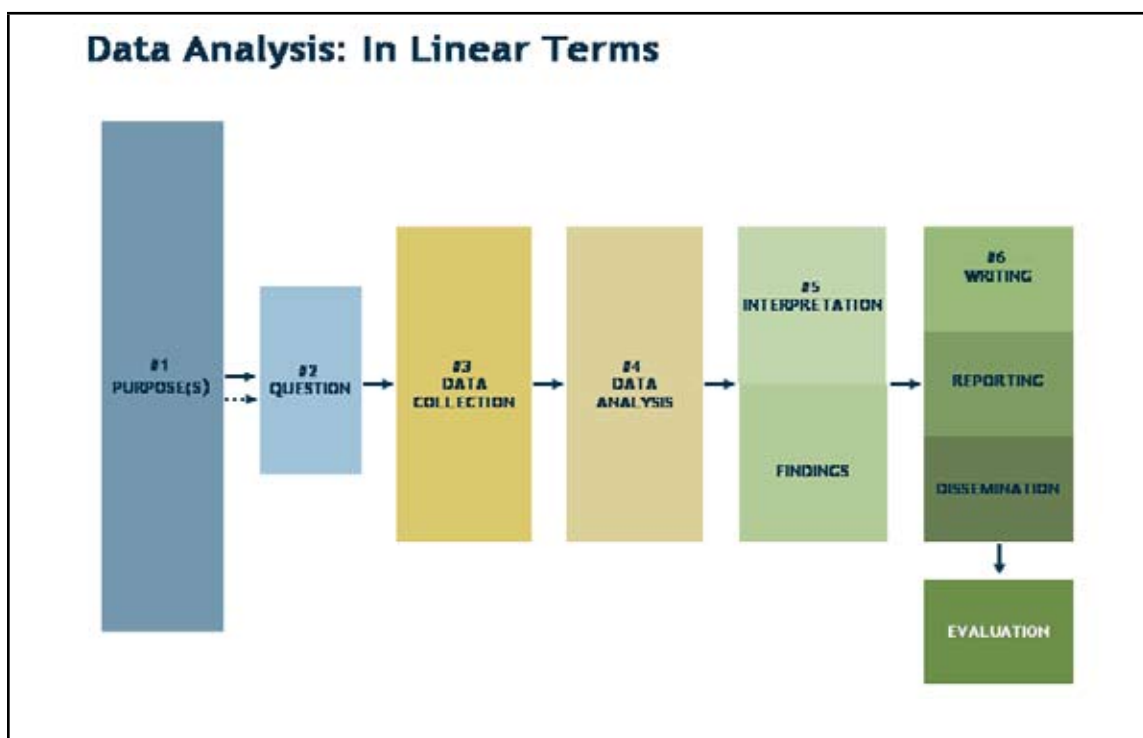 Data Analysis: In Linear Terms
#1
PURPOSE(S)
#2
QUESTION
#3
DATA
COLLECTION
#4
DATA
ANALYSIS
#5
INTERPRETATION
FINDINGS
#6
WRITING
REPORTING
DISSEMINATION
EVALUATION